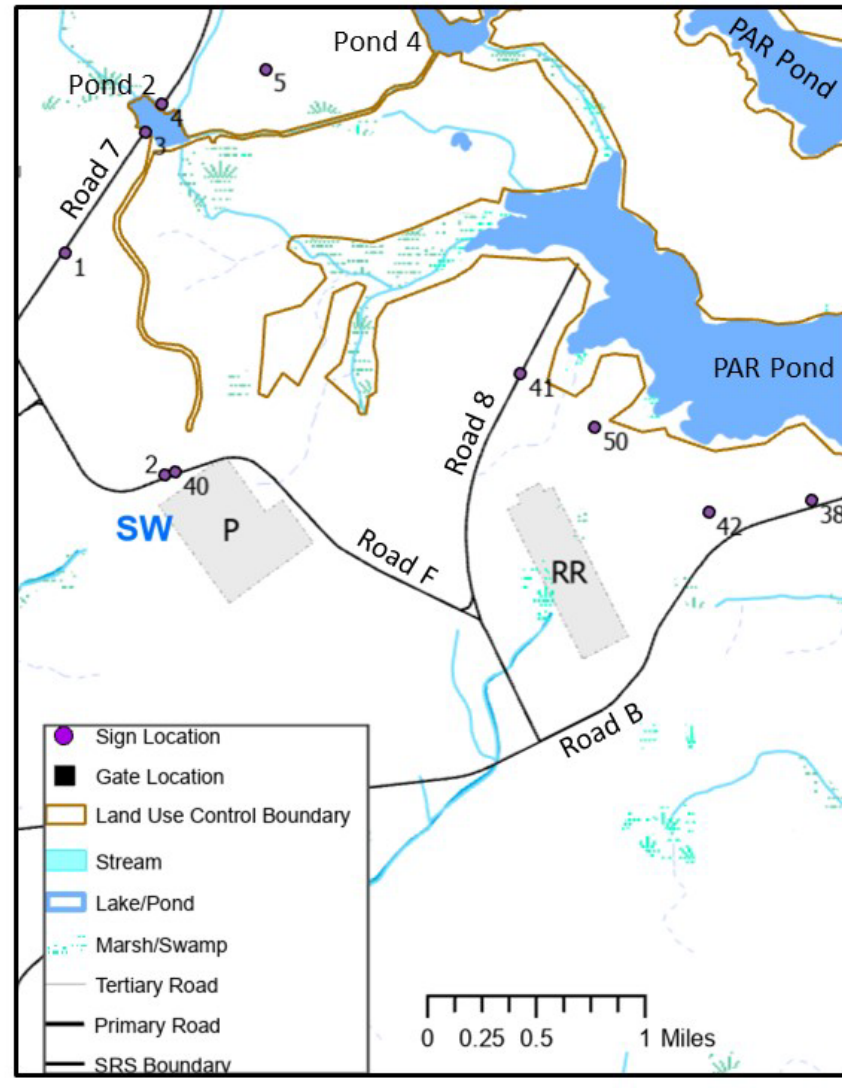 PAR Pond
Pond 4
5
Pond 2
4
3
Road 7
1
PAR Pond
41
Road 8
50
2
40
SW
P
42
38
Road F
RR
Road B
Sign Location
Gate Location
Land Use Control Boundary
Stream
Lake/Pond
Marsh/Swamp
Tertiary Road
Primary Road
SRS Boundary
0 0.25 0.5 1 Miles